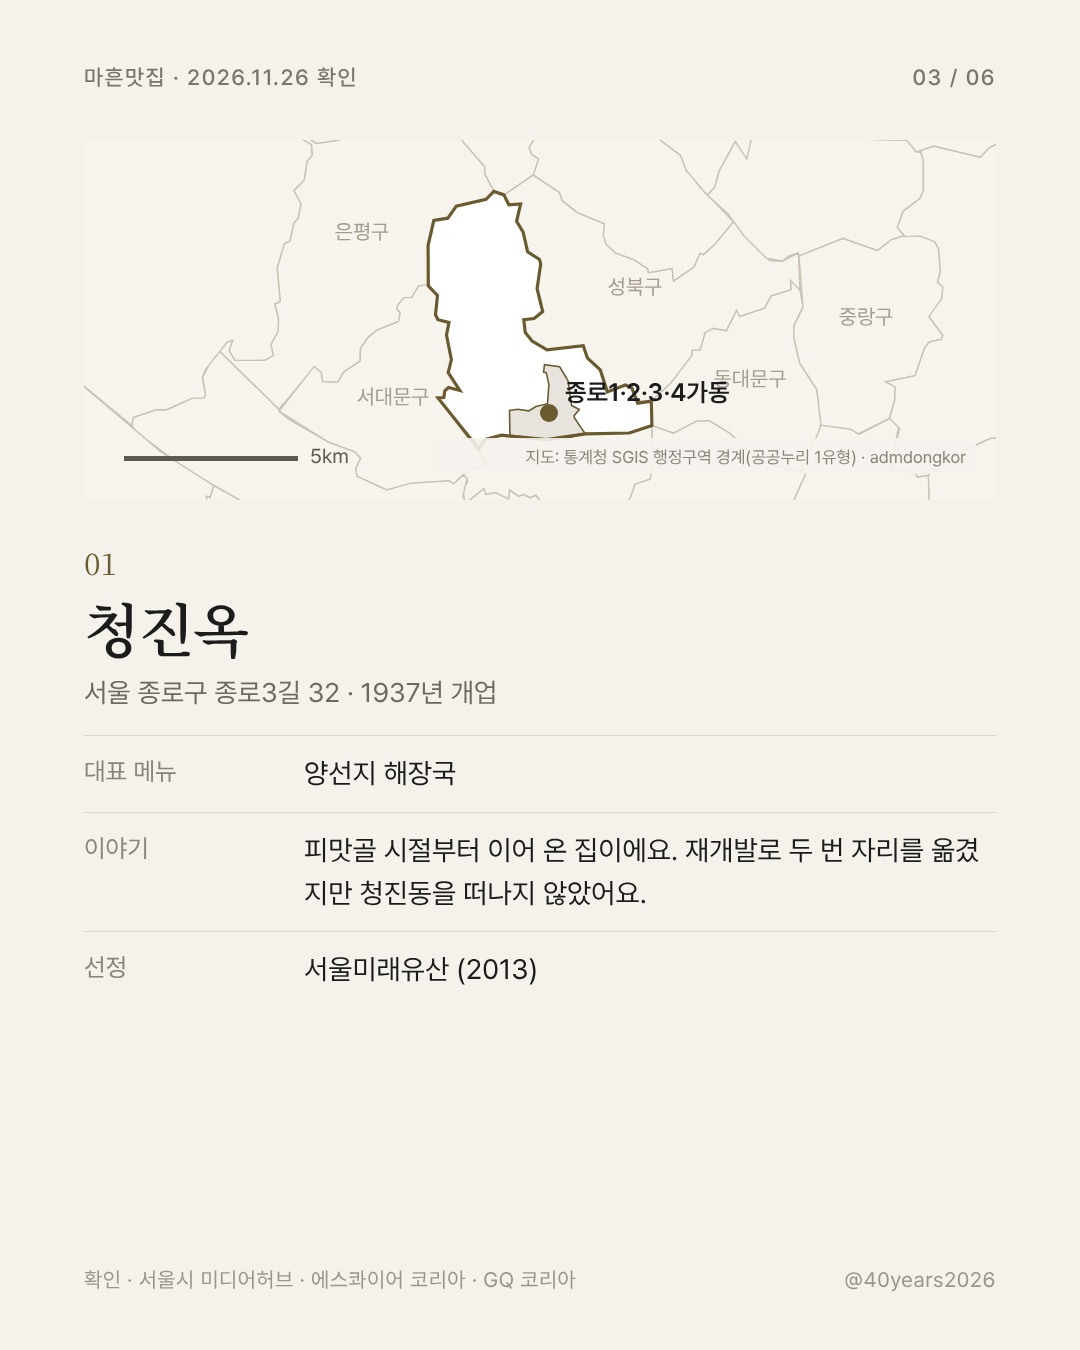 마흔맛집 · 2026.11.26 확인
03 / 06
은평구
성북구
중랑구
동대문구
서대문구
종로1·2·3·4가동
5km
지도: 통계청 SGIS 행정구역 경계(공공누리 1유형) · admdongkor
01
청진옥
서울 종로구 종로3길 32 · 1937년 개업
대표 메뉴
양선지 해장국
이야기
피맛골 시절부터 이어 온 집이에요. 재개발로 두 번 자리를 옮겼
지만 청진동을 떠나지 않았어요.
선정
서울미래유산 (2013)
확인 · 서울시 미디어허브 · 에스콰이어 코리아 · GQ 코리아
@40years2026